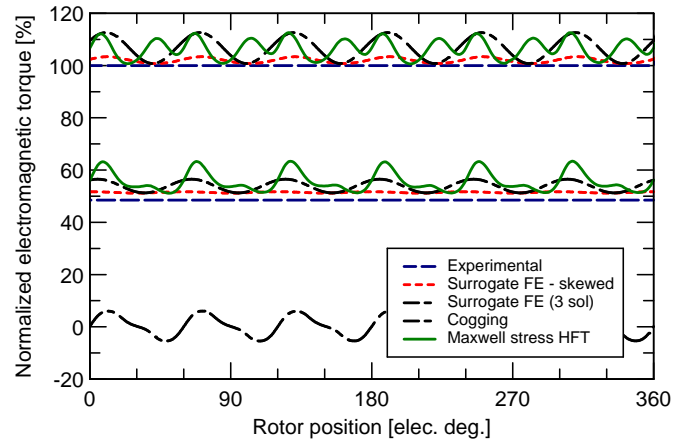 Normalized electromagnetic torque [%]
120
100
80
60
40
20
0
-20
Experimental
Surrogate FE - skewed
Surrogate FE (3 sol)
Cogging
Maxwell stress HFT
0
90
180
270
360
Rotor position [elec. deg.]